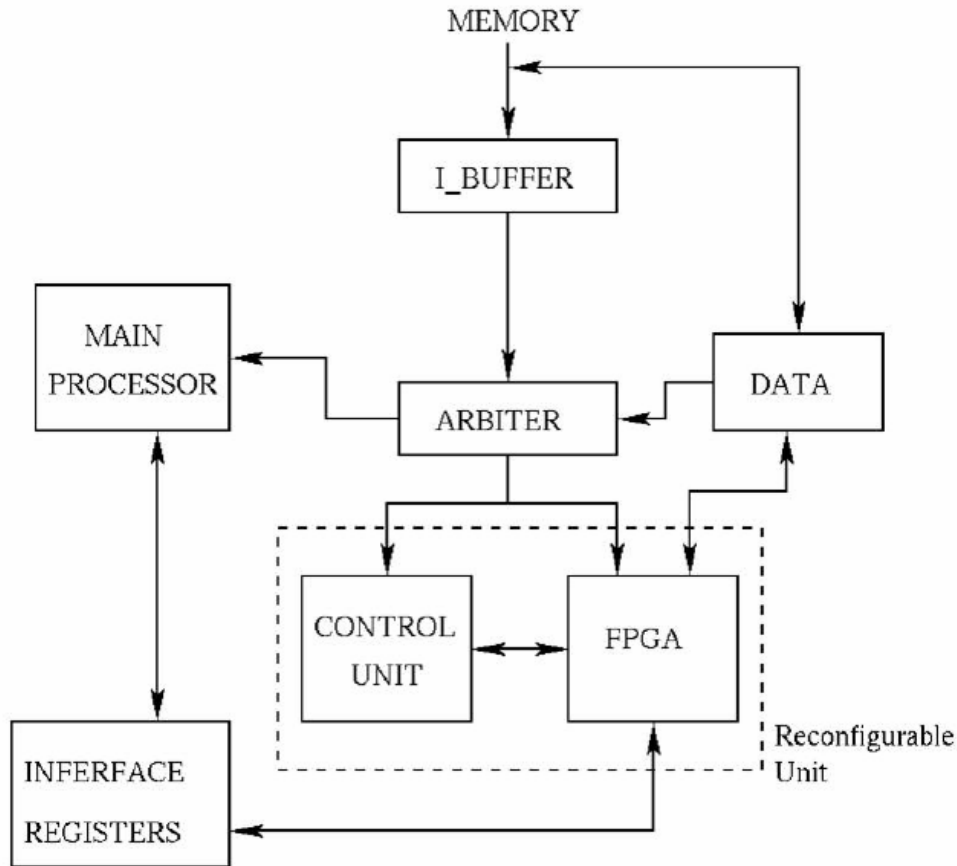 MEMORY
I_BUFFER
MAIN
PROCESSOR
DATA
ARBITER
CONTROL
UNIT
FPGA
Reconfigurable
Unit
INFERFACE
REGISTERS